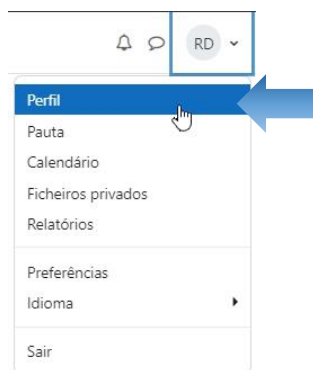 RD
Perfil
Pauta
Calendário
Ficheiros privados
Relatórios
Preferências
Idioma
Sair